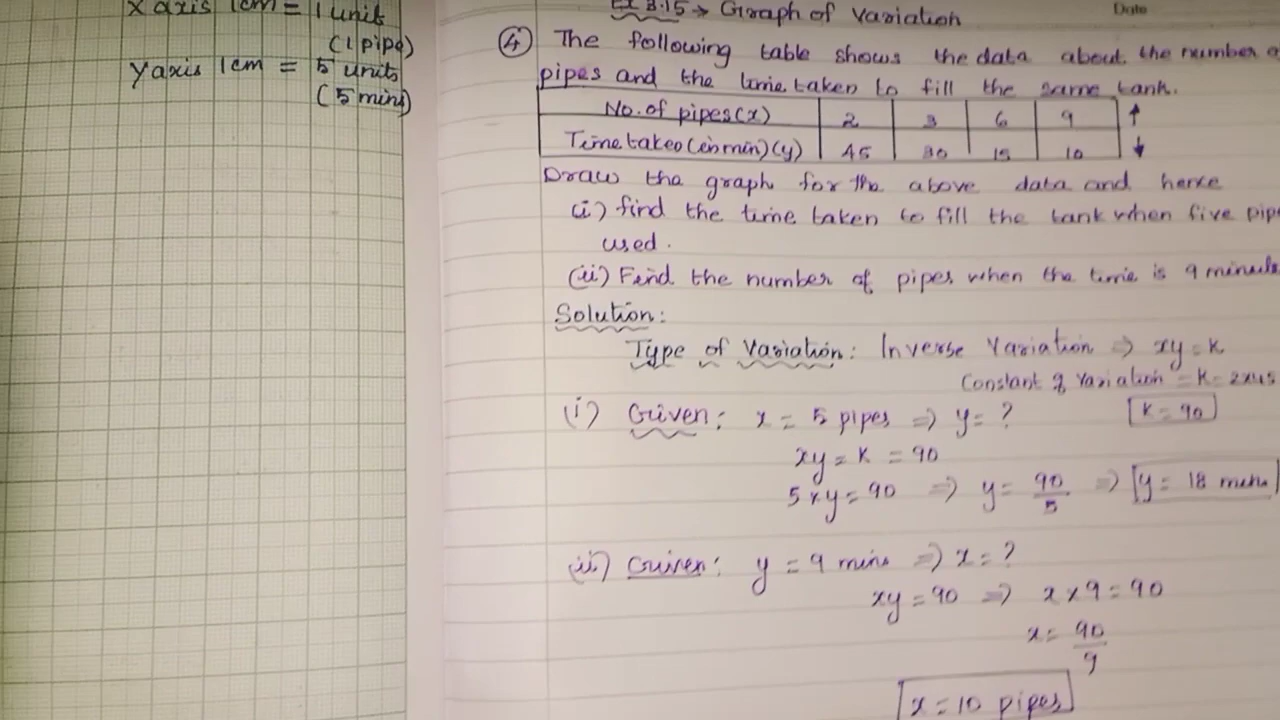 X axis 1cm = 1 unit
(1 pipe)
Yaxis 1cm = 5 units
(5 mins)
Ex 3.15 → Graph of Variation
Date
④ The following table shows the data about the number
pipes and the time taken to fill the same tank.
No. of pipes(x) 2 3 6 9 ↑
Time taken (in min)(y) 45 30 15 10 ↓
Draw the graph for the above data and hence
(i) find the time taken to fill the tank when five
used.
(ii) Find the number of pipes when the time is 9
Solution:
Type of Variation: Inverse Variation ⇒ xy = k
Constant of Variation = K = 2x45
(i) Given: x = 5 pipes ⇒ y = ? K = 90
xy = K = 90
5 x y = 90 ⇒ y = 90/5 ⇒ y = 18 mins
(ii) Given: y = 9 mins ⇒ x = ?
xy = 90 ⇒ x x 9 = 90
x = 90/9
x = 10 pipes